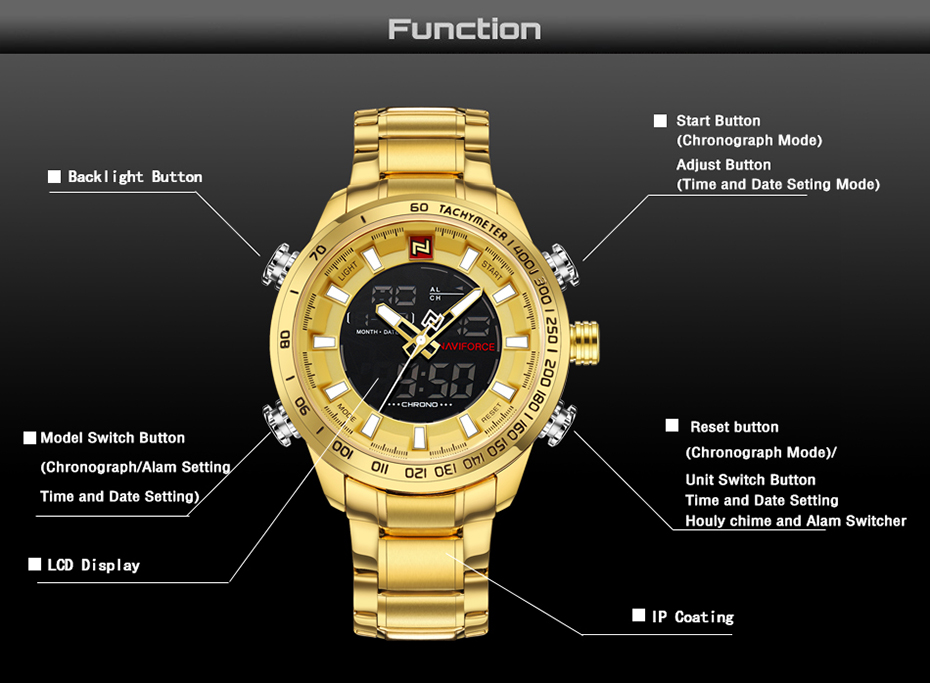 Function
Backlight Button
Start Button
(Chronograph Mode)
Adjust Button
(Time and Date Seting Mode)
60 TACHYMETER 400 300 250 200 180 160 150 140 130 120 110 100 90 80 70
LIGHT
START
AL
CH
MONTH • DATE
NAVIFORCE
4:50
CHRONO
MODE
RESET
Model Switch Button
(Chronograph/Alam Setting
Time and Date Setting)
Reset button
(Chronograph Mode)/
Unit Switch Button
Time and Date Setting
Houly chime and Alam Switcher
LCD Display
IP Coating